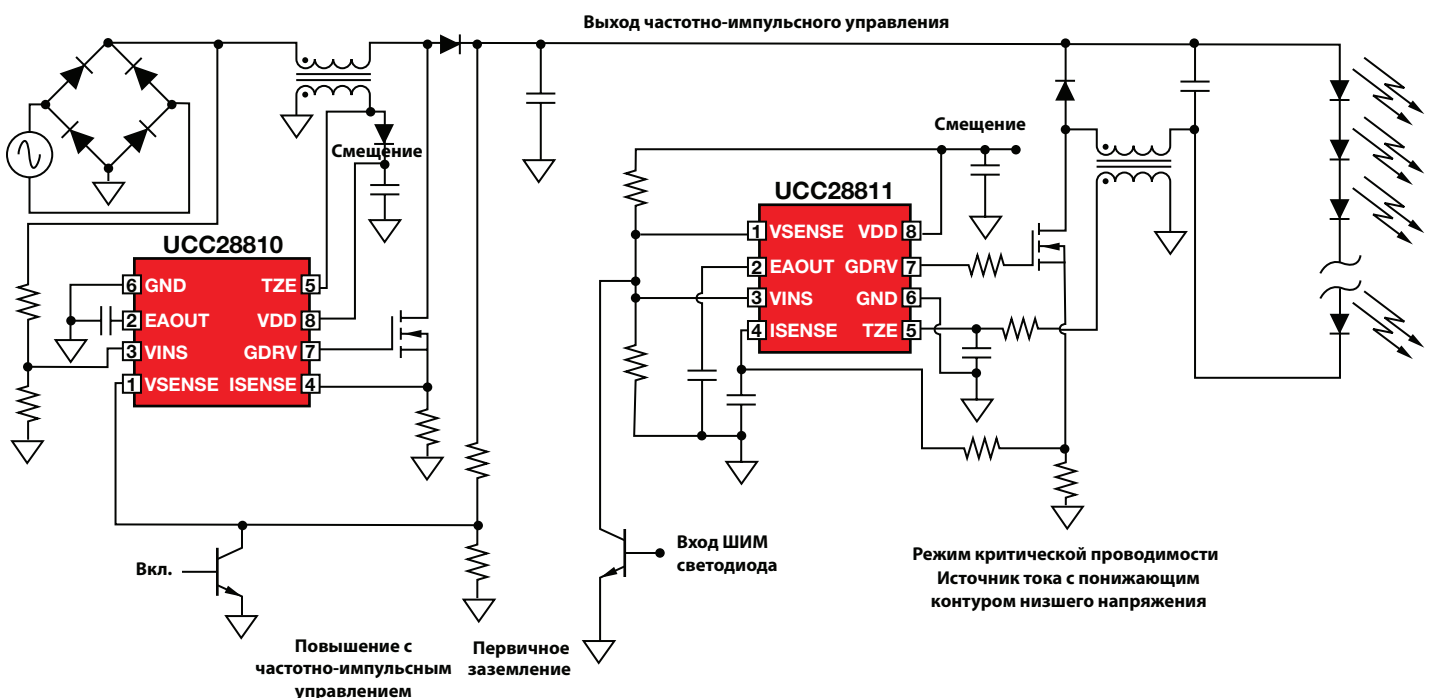 Выход частотно-импульсного управления
Смещение
UCC28810
6 GND
TZE 5
2 EAOUT
VDD 8
3 VINS
GDRV 7
1 VSENSE
ISENSE 4
Вкл.
Повышение с
частотно-импульсным
управлением
Первичное
заземление
Смещение
UCC28811
1 VSENSE
VDD 8
2 EAOUT
GDRV 7
3 VINS
GND 6
4 ISENSE
TZE 5
Вход ШИМ
светодиода
Режим критической проводимости
Источник тока с понижающим
контуром низшего напряжения